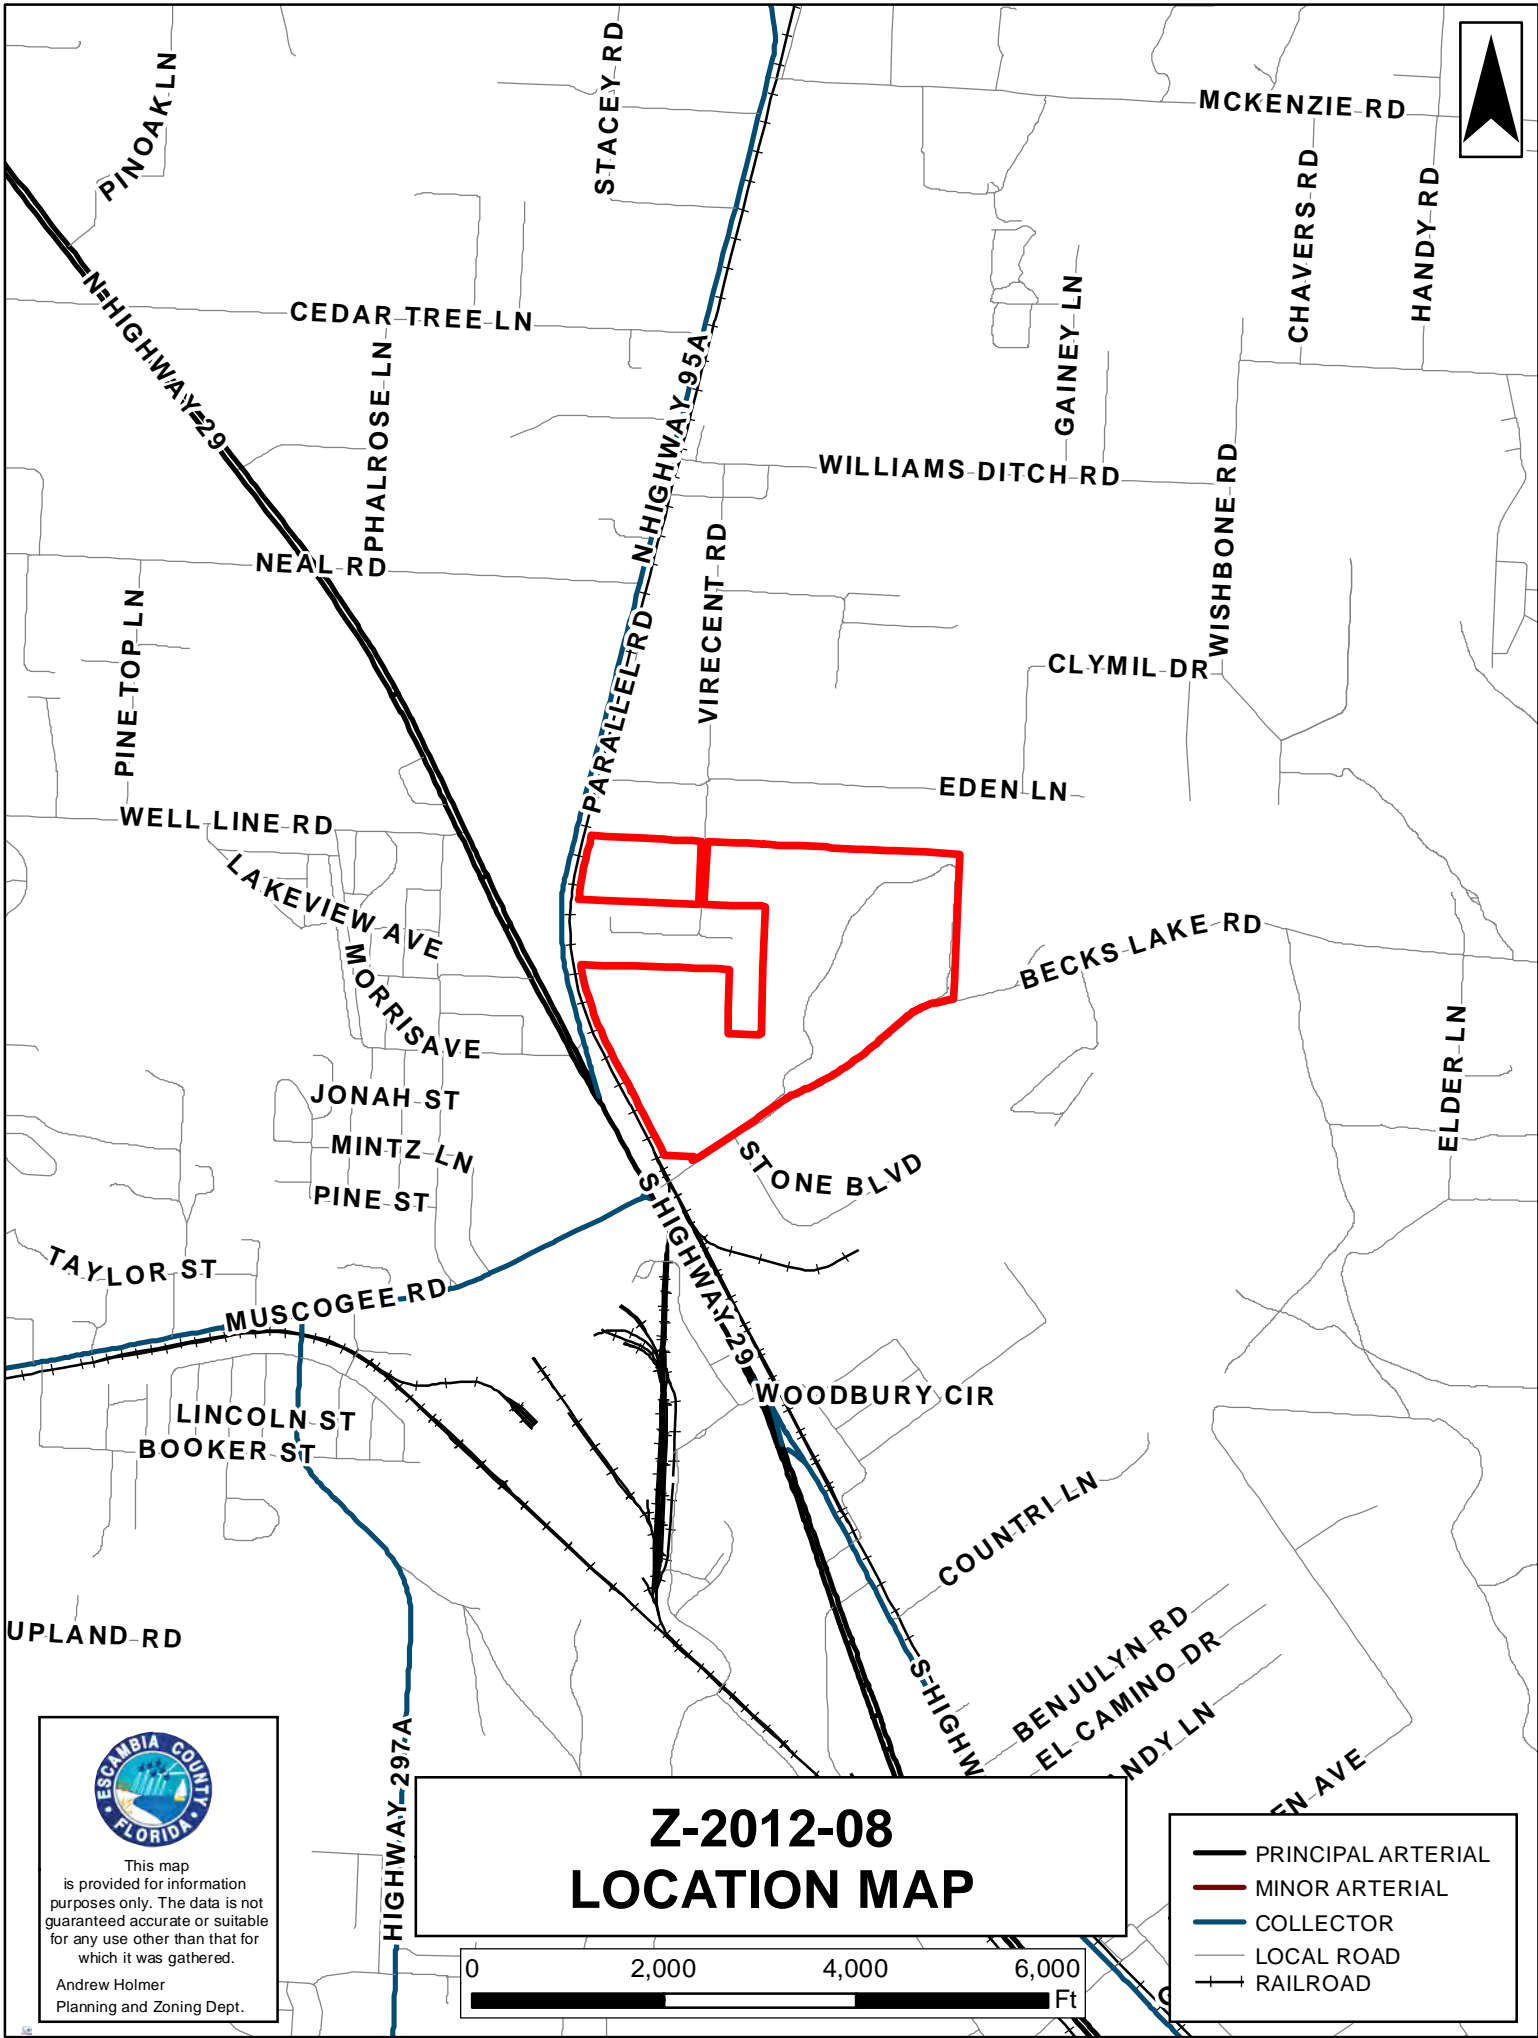 PINOAK LN
STACEY RD
MCKENZIE RD
CHAVERS RD
HANDY RD
N HIGHWAY 29
CEDAR TREE LN
PHALROSE LN
N HIGHWAY 95A
GAINEY LN
WILLIAMS DITCH RD
WISHBONE RD
NEAL RD
VIRECENT RD
PINE TOP LN
PARALLEL RD
CLYMIL DR
EDEN LN
WELL LINE RD
LAKEVIEW AVE
MORRIS AVE
BECKS LAKE RD
ELDER LN
JONAH ST
MINTZ LN
PINE ST
STONE BLVD
TAYLOR ST
MUSCOGEE RD
S HIGHWAY 29
WOODBURY CIR
LINCOLN ST
BOOKER ST
COUNTRI LN
UPLAND RD
BENJULYN RD
EL CAMINO DR
S HIGHW
NDY LN
EN AVE
HIGHWAY 297A
ESCAMBIA COUNTY
FLORIDA
This map
is provided for information
purposes only. The data is not
guaranteed accurate or suitable
for any use other than that for
which it was gathered.
Andrew Holmer
Planning and Zoning Dept.
Z-2012-08
LOCATION MAP
0 2,000 4,000 6,000
Ft
PRINCIPAL ARTERIAL
MINOR ARTERIAL
COLLECTOR
LOCAL ROAD
RAILROAD